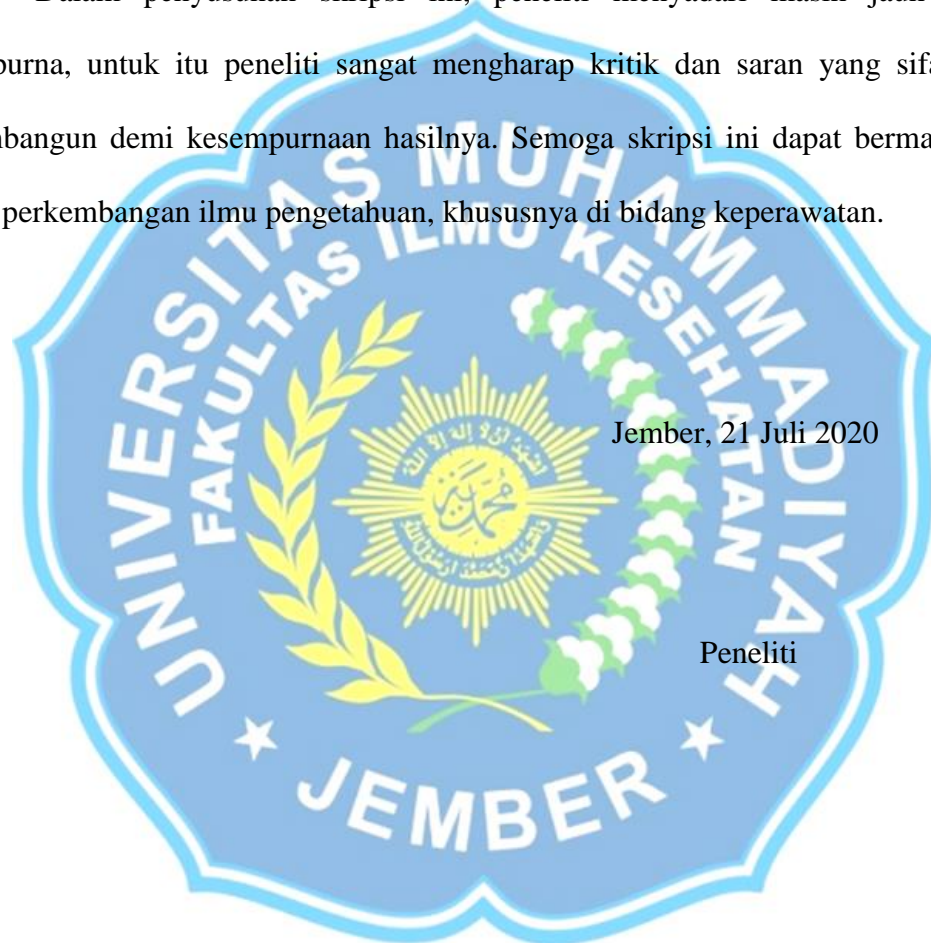 Dalam penyusunan skripsi ini, peneliti menyadari masih jauh
purna, untuk itu peneliti sangat mengharap kritik dan saran yang sifa
bangun demi kesempurnaan hasilnya. Semoga skripsi ini dapat berma
perkembangan ilmu pengetahuan, khususnya di bidang keperawatan.
UNIVERSITAS MUHAMMADIYAH
FAKULTAS ILMU KESEHATAN
Jember, 21 Juli 2020
Peneliti
JEMBER